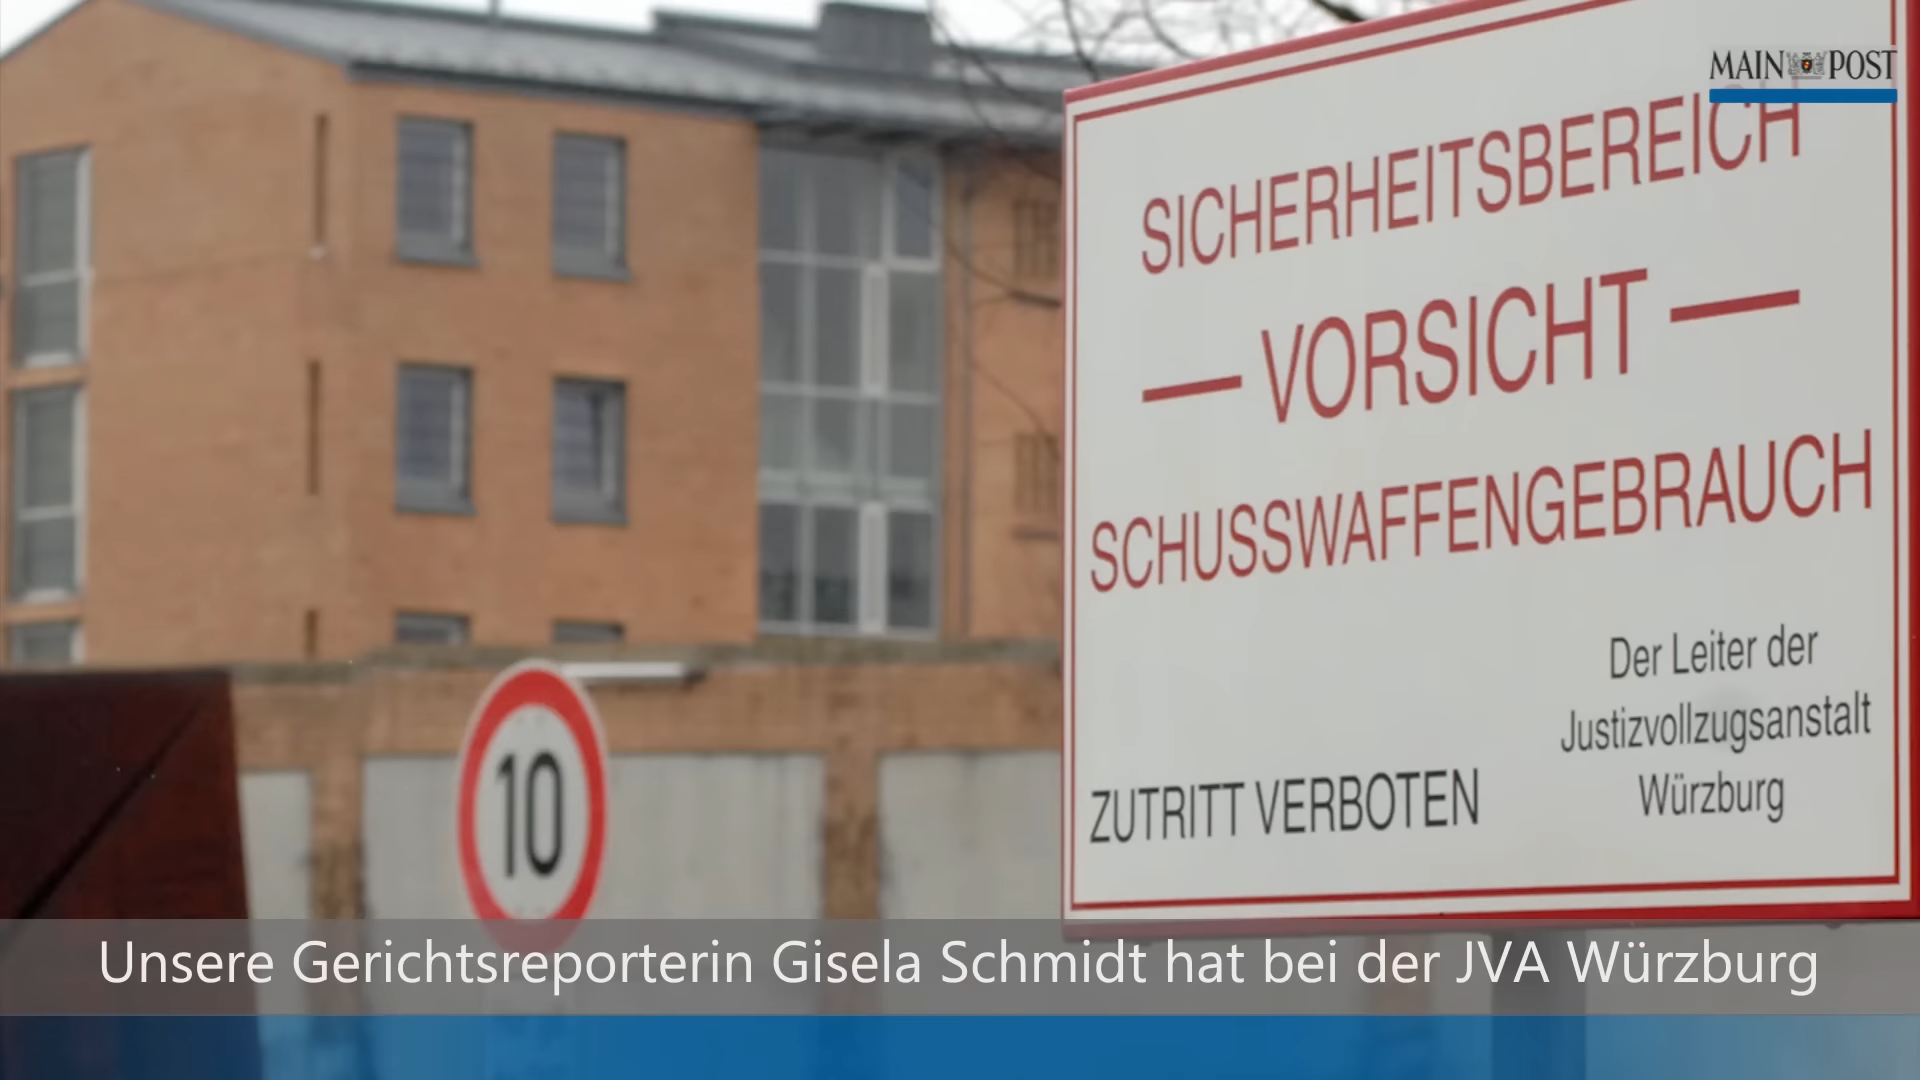 MAIN POST
SICHERHEITSBEREICH
— VORSICHT —
SCHUSSWAFFENGEBRAUCH
Der Leiter der
Justizvollzugsanstalt
Würzburg
ZUTRITT VERBOTEN
10
Unsere Gerichtsreporterin Gisela Schmidt hat bei der JVA Würzburg